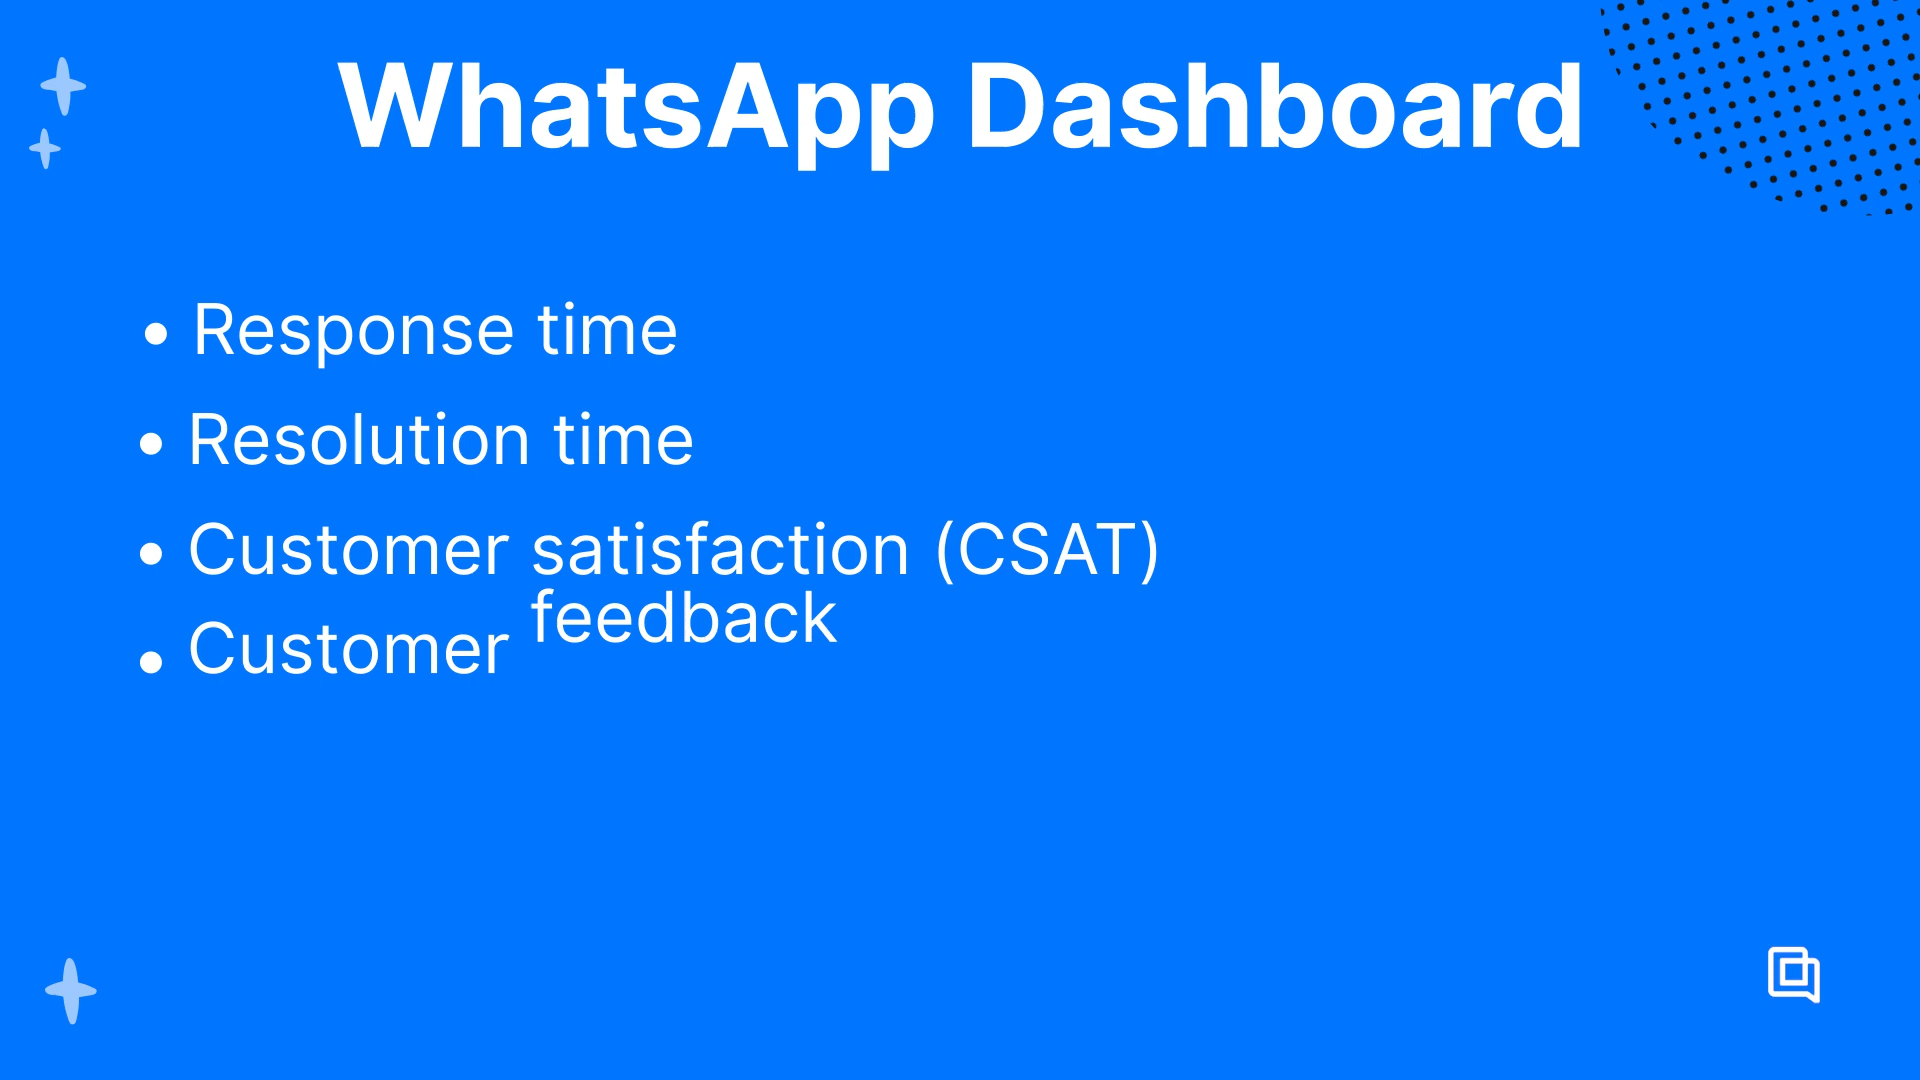 WhatsApp Dashboard
• Response time
• Resolution time
• Customer satisfaction (CSAT)
• Customer feedback